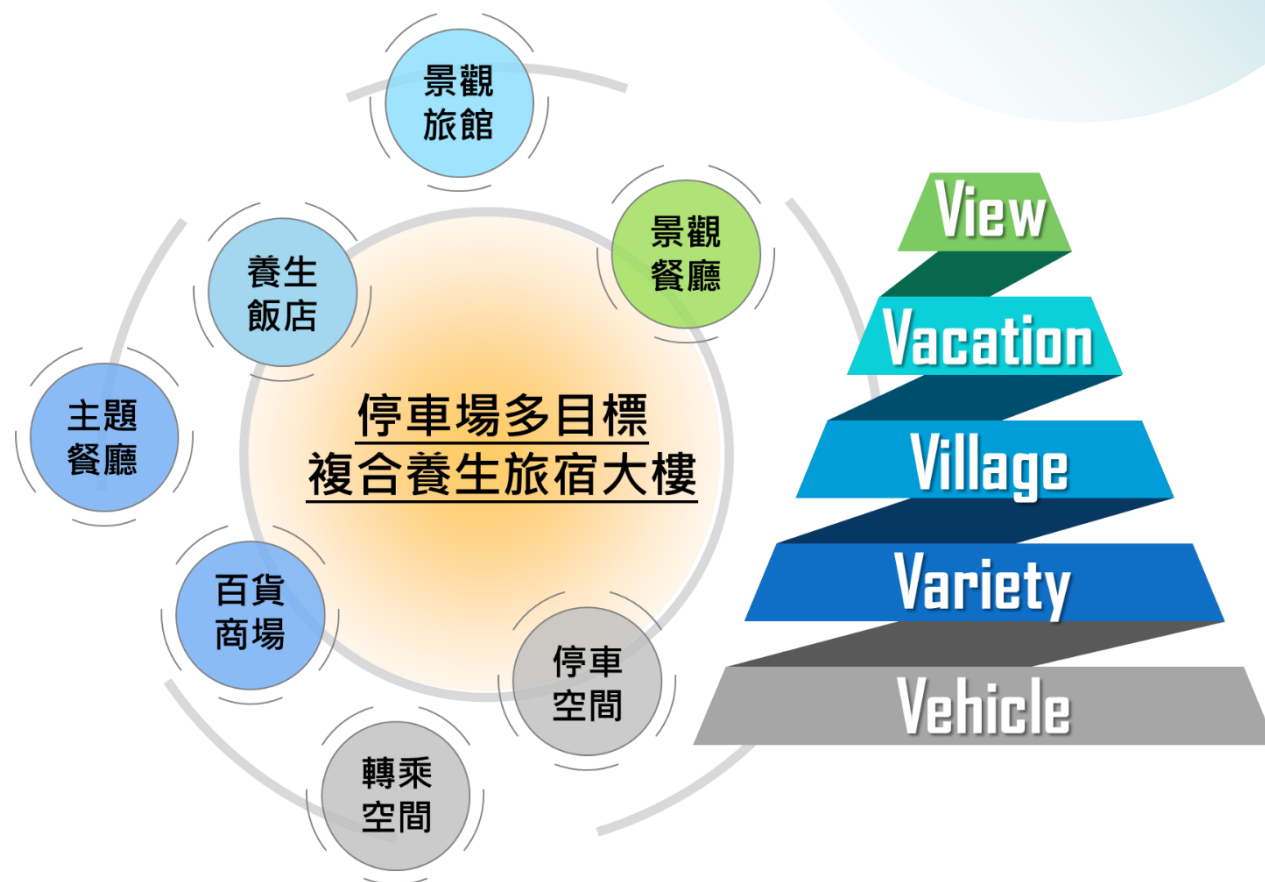 景觀
旅館
景觀
餐廳
養生
飯店
主題
餐廳
停車場多目標
複合養生旅宿大樓
百貨
商場
停車
空間
轉乘
空間
View
Vacation
Village
Variety
Vehicle